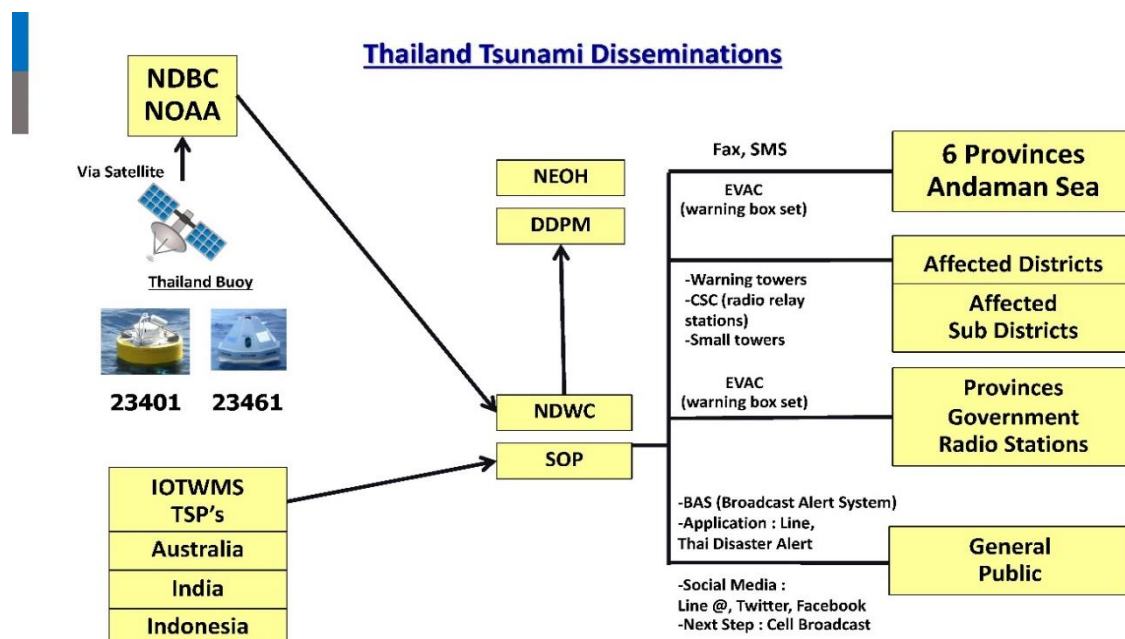 Thailand Tsunami Disseminations
NDBC
NOAA
Via Satellite
Thailand Buoy
23401
23461
IOTWMS
TSP's
Australia
India
Indonesia
NEOH
DDPM
NDWC
SOP
Fax, SMS
EVAC
(warning box set)
6 Provinces
Andaman Sea
-Warning towers
-CSC (radio relay
stations)
-Small towers
Affected Districts
Affected
Sub Districts
EVAC
(warning box set)
Provinces
Government
Radio Stations
-BAS (Broadcast Alert System)
-Application : Line,
Thai Disaster Alert
-Social Media :
Line @, Twitter, Facebook
-Next Step : Cell Broadcast
General
Public